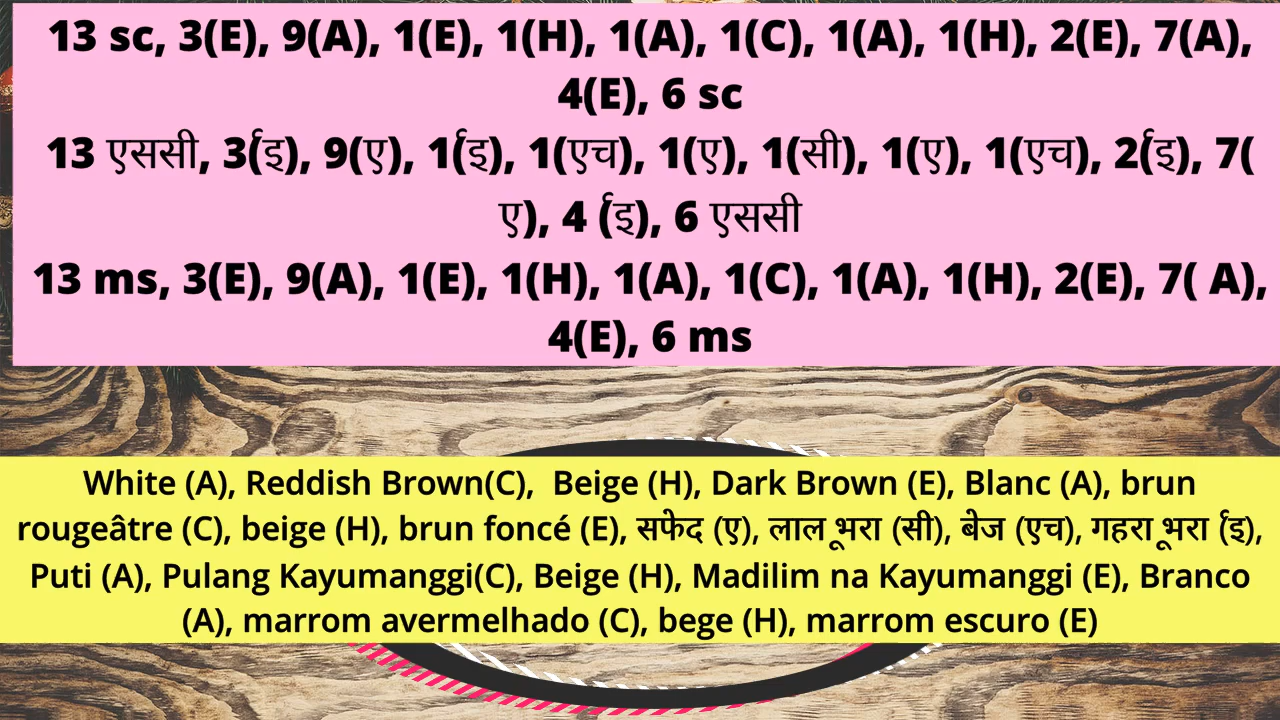 13 sc, 3(E), 9(A), 1(E), 1(H), 1(A), 1(C), 1(A), 1(H), 2(E), 7(A),
4(E), 6 sc
13 एससी, 3(ई), 9(ए), 1(ई), 1(एच), 1(ए), 1(सी), 1(ए), 1(एच), 2(ई), 7(
ए), 4 (ई), 6 एससी
13 ms, 3(E), 9(A), 1(E), 1(H), 1(A), 1(C), 1(A), 1(H), 2(E), 7( A),
4(E), 6 ms
White (A), Reddish Brown(C), Beige (H), Dark Brown (E), Blanc (A), brun
rougeâtre (C), beige (H), brun foncé (E), सफेद (ए), लाल भूरा (सी), बेज (एच), गहरा भूरा (ई),
Puti (A), Pulang Kayumanggi(C), Beige (H), Madilim na Kayumanggi (E), Branco
(A), marrom avermelhado (C), bege (H), marrom escuro (E)